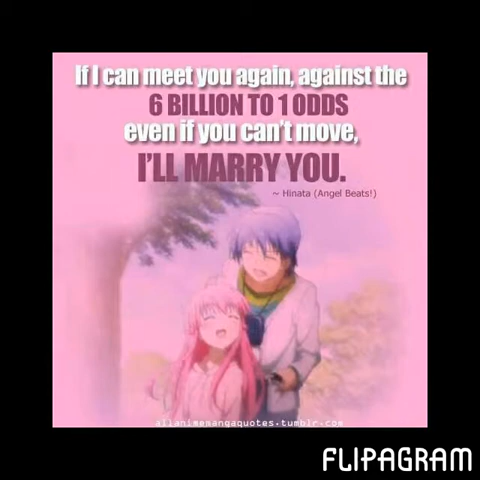 If I can meet you again, against the
6 BILLION TO 1 ODDS
even if you can't move,
I'LL MARRY YOU.
~ Hinata (Angel Beats!)
allanimemangaquotes.tumblr.com
FLIPAGRAM